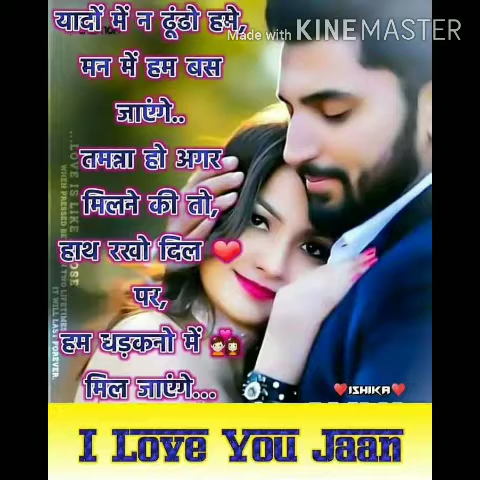 Made with KINEMASTER
यादों में न ढूंढो हमे,
मन में हम बस
जाएंगे..
तमन्ना हो अगर
मिलने की तो,
हाथ रखो दिल ❤️
पर,
हम धड़कनो में 💑
मिल जाएंगे...
❤️ISHIKA❤️
I Love You Jaan